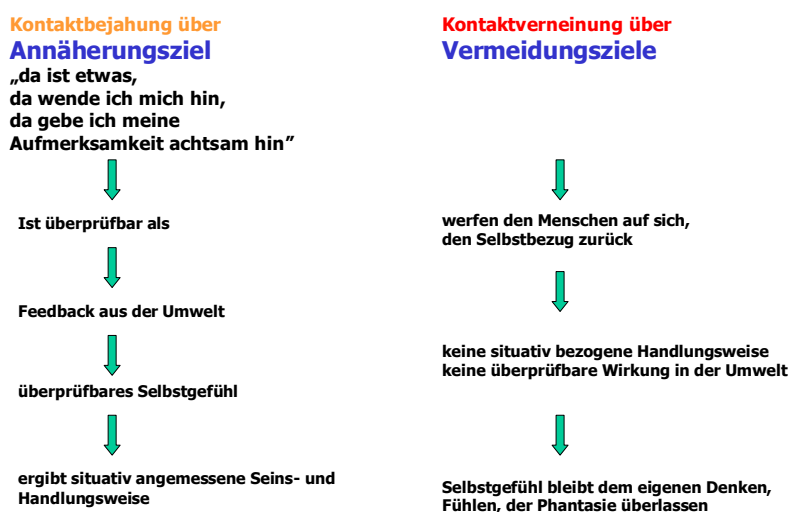 Kontaktbejahung über
Annäherungsziel
„da ist etwas,
da wende ich mich hin,
da gebe ich meine
Aufmerksamkeit achtsam hin”
Ist überprüfbar als
Feedback aus der Umwelt
überprüfbares Selbstgefühl
ergibt situativ angemessene Seins- und
Handlungsweise
Kontaktverneinung über
Vermeidungsziele
werfen den Menschen auf sich,
den Selbstbezug zurück
keine situativ bezogene Handlungsweise
keine überprüfbare Wirkung in der Umwelt
Selbstgefühl bleibt dem eigenen Denken,
Fühlen, der Phantasie überlassen